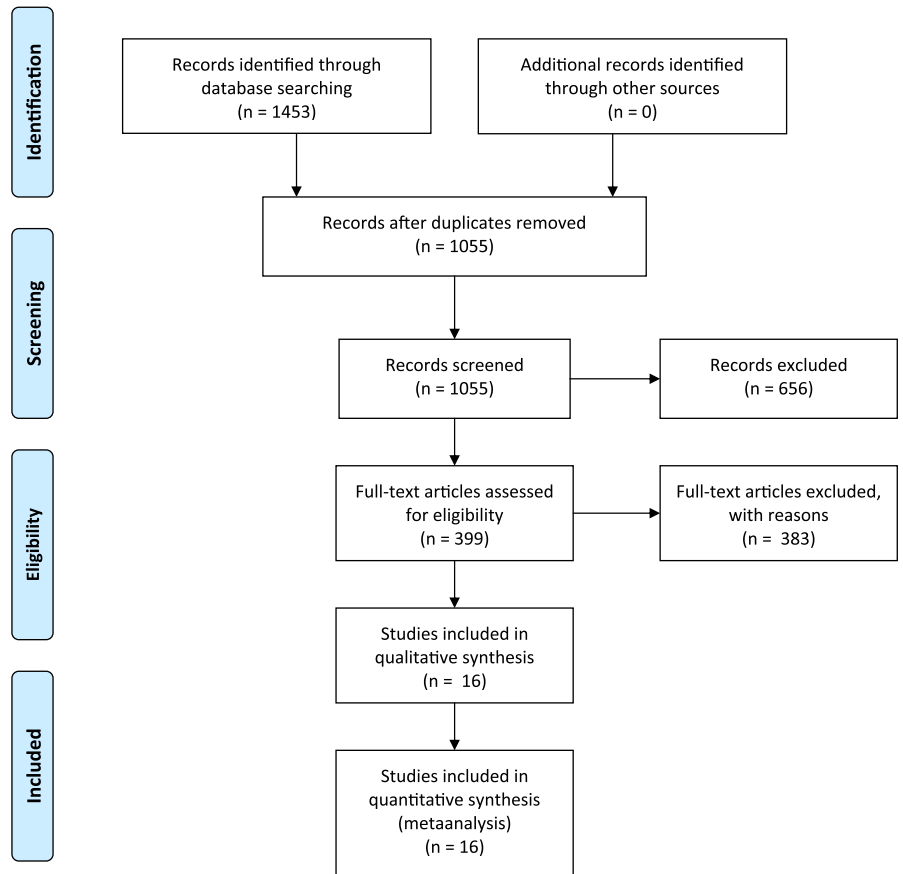 Identification
Records identified through
database searching
(n = 1453)
Additional records identified
through other sources
(n = 0)
Records after duplicates removed
(n = 1055)
Screening
Records screened
(n = 1055)
Records excluded
(n = 656)
Eligibility
Full-text articles assessed
for eligibility
(n = 399)
Full-text articles excluded,
with reasons
(n =  383)
Studies included in
qualitative synthesis
(n =  16)
Included
Studies included in
quantitative synthesis
(metaanalysis)
(n = 16)